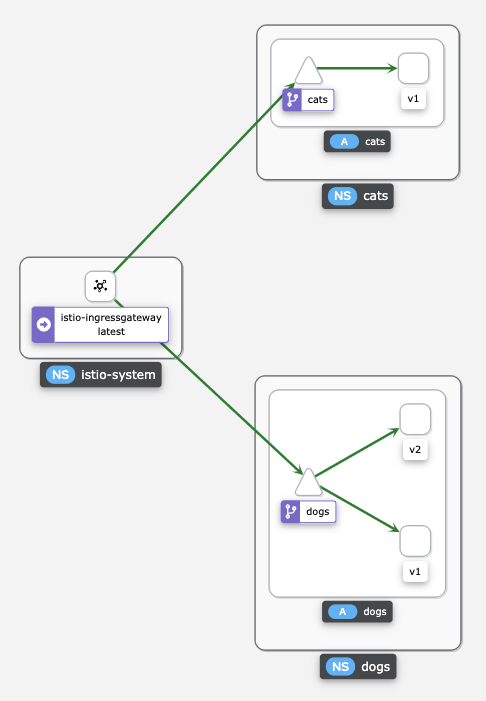 cats
v1
A cats
NS cats
istio-ingressgateway
latest
NS istio-system
v2
dogs
v1
A dogs
NS dogs